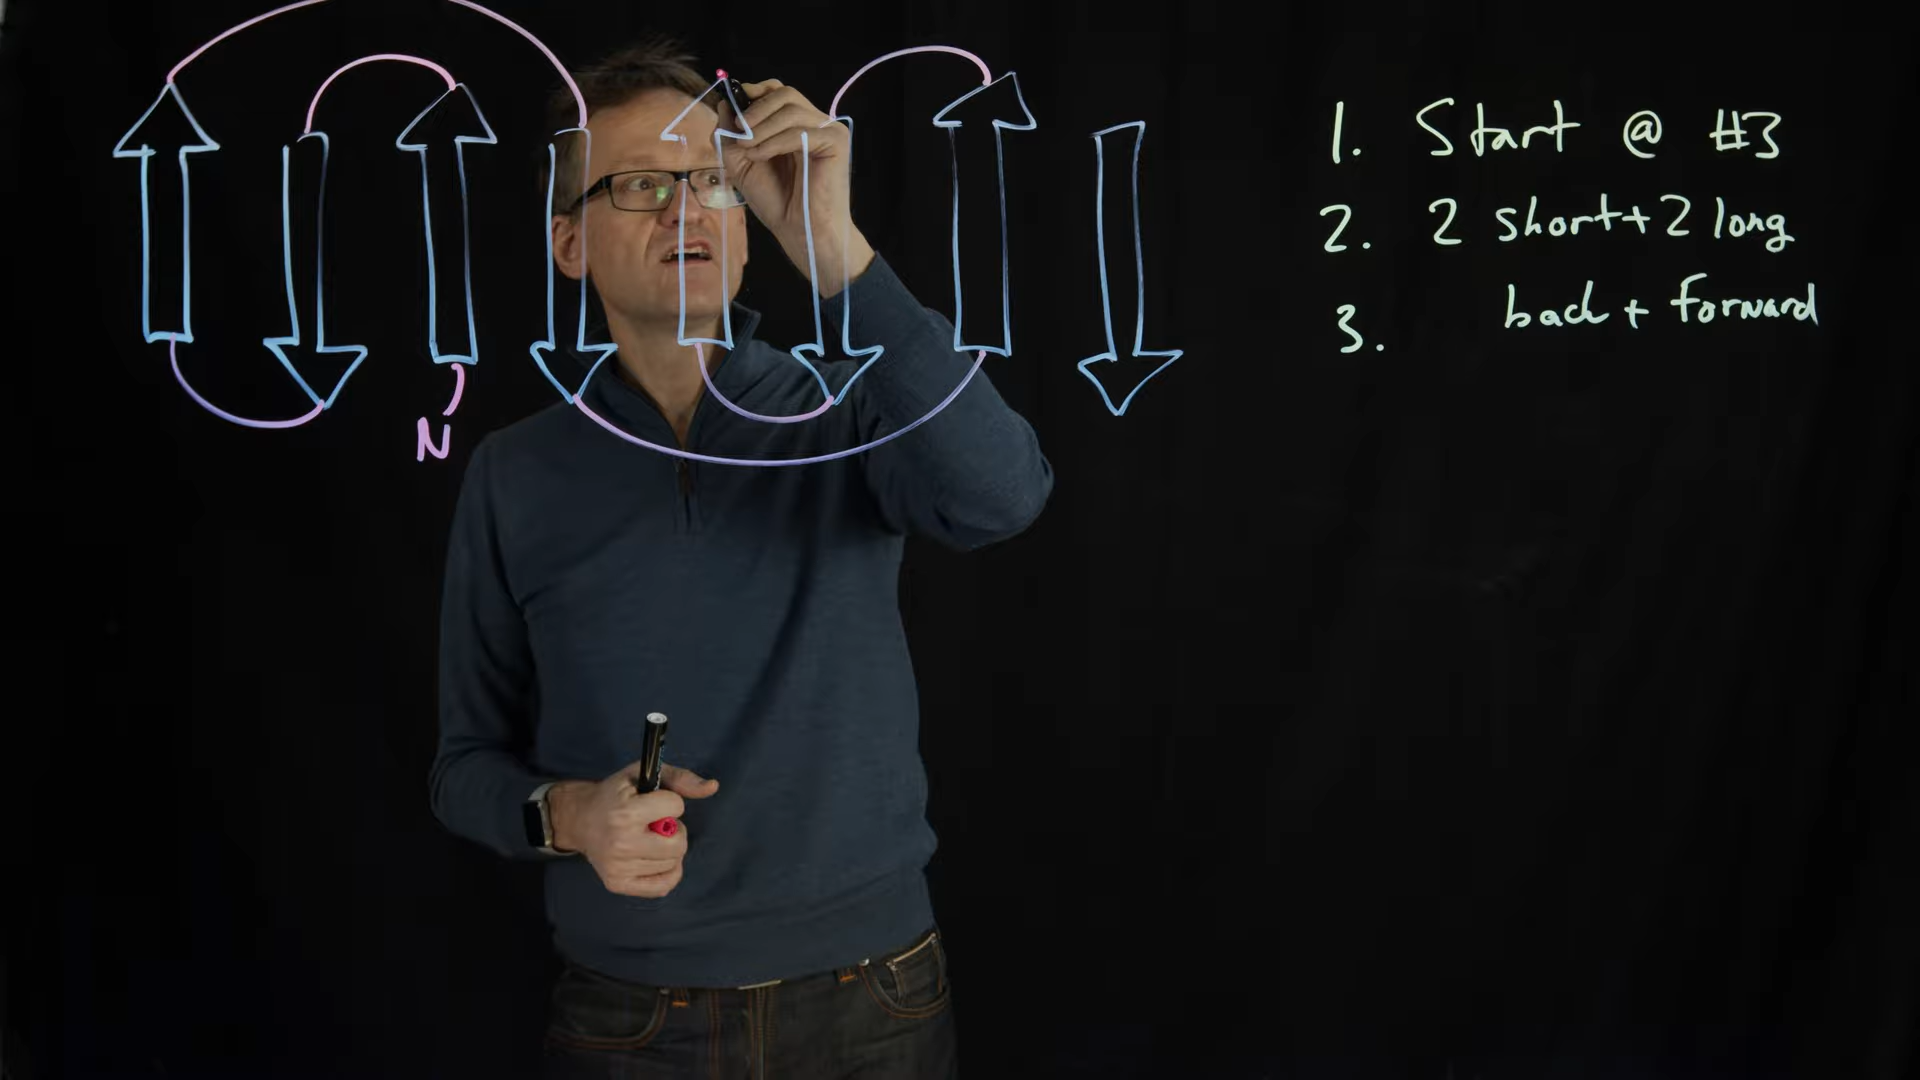 1. Start @ #3
2. 2 short + 2 long
3. back + forward
N